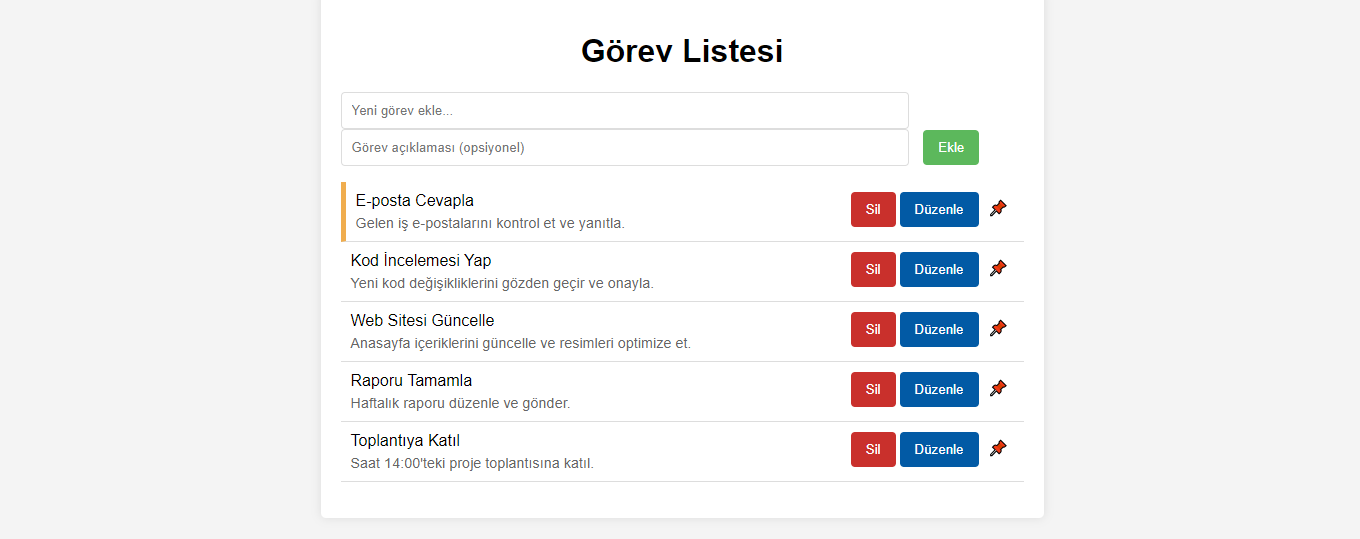 Görev Listesi
Yeni görev ekle...
Görev açıklaması (opsiyonel)
Ekle
E-posta Cevapla
Gelen iş e-postalarını kontrol et ve yanıtla.
Sil Düzenle
Kod İncelemesi Yap
Yeni kod değişikliklerini gözden geçir ve onayla.
Sil Düzenle
Web Sitesi Güncelle
Anasayfa içeriklerini güncelle ve resimleri optimize et.
Sil Düzenle
Raporu Tamamla
Haftalık raporu düzenle ve gönder.
Sil Düzenle
Toplantıya Katıl
Saat 14:00'teki proje toplantısına katıl.
Sil Düzenle